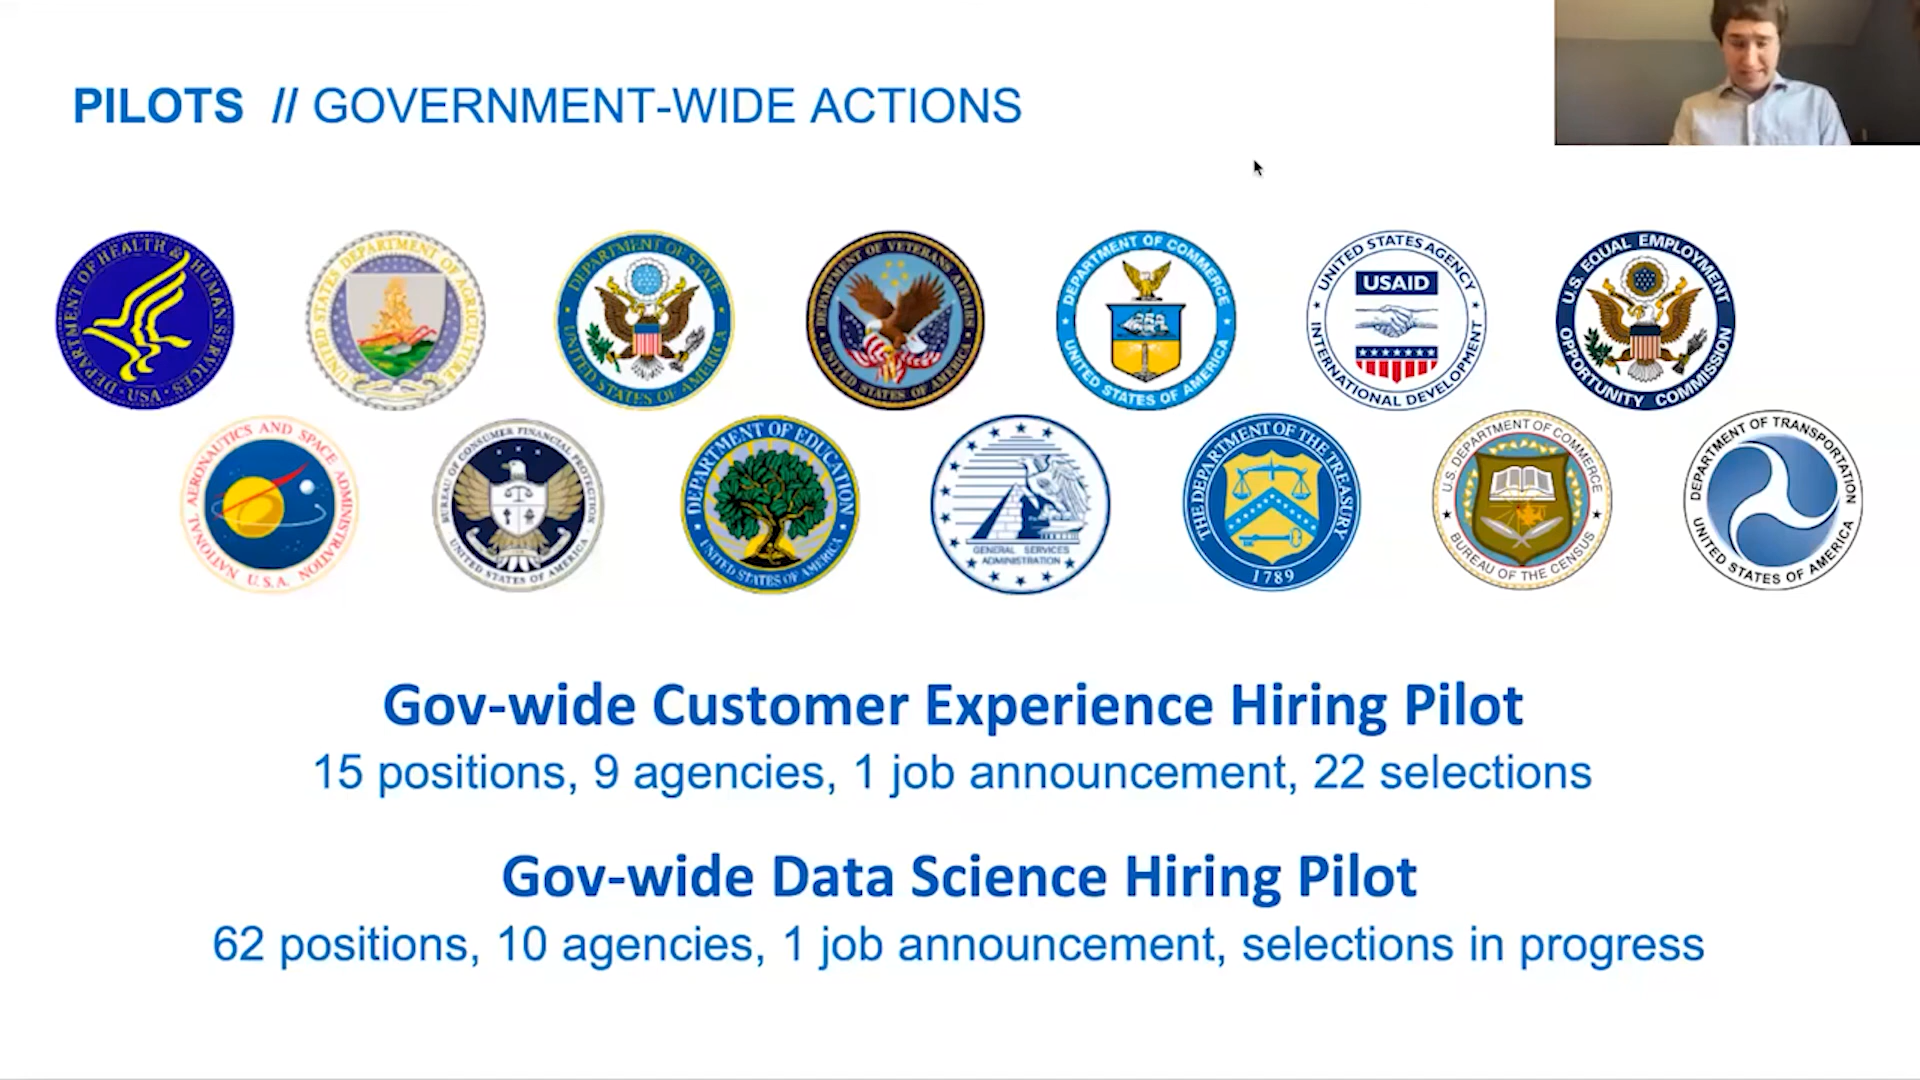 PILOTS // GOVERNMENT-WIDE ACTIONS
DEPARTMENT OF HEALTH & HUMAN SERVICES · USA ·
UNITED STATES DEPARTMENT OF AGRICULTURE
DEPARTMENT OF STATE
UNITED STATES OF AMERICA
DEPARTMENT OF VETERANS AFFAIRS
UNITED STATES OF AMERICA
DEPARTMENT OF COMMERCE
UNITED STATES OF AMERICA
UNITED STATES AGENCY
USAID
INTERNATIONAL DEVELOPMENT
U.S. EQUAL EMPLOYMENT
OPPORTUNITY COMMISSION
NATIONAL AERONAUTICS AND SPACE ADMINISTRATION
U.S.A.
BUREAU OF CONSUMER FINANCIAL PROTECTION
UNITED STATES OF AMERICA
DEPARTMENT OF EDUCATION
UNITED STATES OF AMERICA
GENERAL SERVICES
ADMINISTRATION
THE DEPARTMENT OF THE TREASURY
1789
U.S. DEPARTMENT OF COMMERCE
BUREAU OF THE CENSUS
DEPARTMENT OF TRANSPORTATION
UNITED STATES OF AMERICA
Gov-wide Customer Experience Hiring Pilot
15 positions, 9 agencies, 1 job announcement, 22 selections
Gov-wide Data Science Hiring Pilot
62 positions, 10 agencies, 1 job announcement, selections in progress